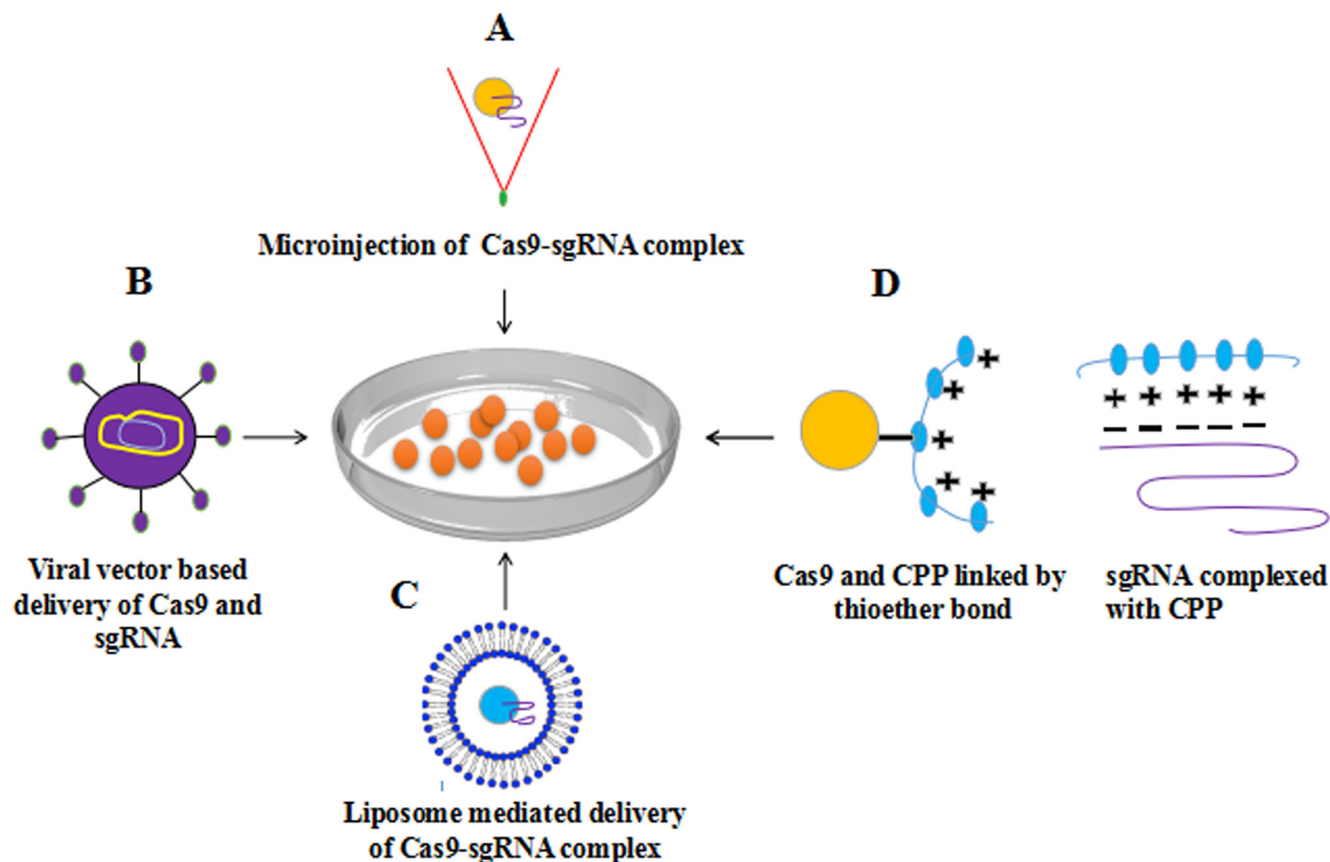 A
Microinjection of Cas9-sgRNA complex
B
D
Viral vector based
delivery of Cas9 and
sgRNA
C
Cas9 and CPP linked by
thioether bond
sgRNA complexed
with CPP
Liposome mediated delivery
of Cas9-sgRNA complex